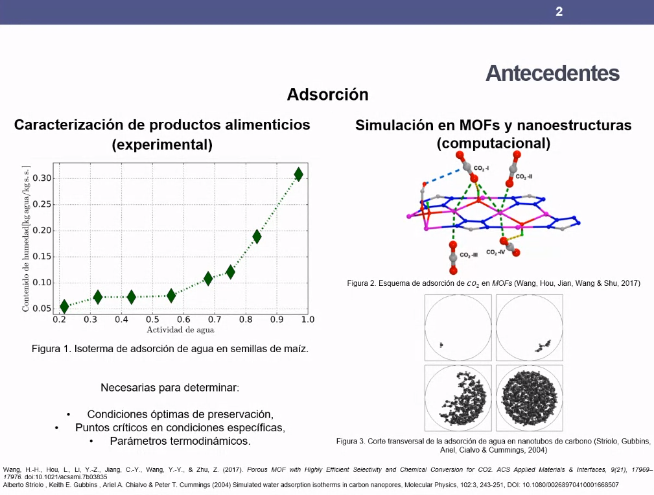 2
Antecedentes
Adsorción
Caracterización de productos alimenticios
(experimental)
Contenido de humedad[kg agua/kg s.s.]
0.30
0.25
0.20
0.15
0.10
0.05
0.2 0.3 0.4 0.5 0.6 0.7 0.8 0.9 1.0
Actividad de agua
Figura 1. Isoterma de adsorción de agua en semillas de maíz.
Necesarias para determinar:
• Condiciones óptimas de preservación,
• Puntos críticos en condiciones específicas,
• Parámetros termodinámicos.
Simulación en MOFs y nanoestructuras
(computacional)
CO2-I
CO2-II
CO2-III
CO2-IV
Figura 2. Esquema de adsorción de CO2 en MOFs (Wang, Hou, Jian, Wang & Shu, 2017)
Figura 3. Corte transversal de la adsorción de agua en nanotubos de carbono (Striolo, Gubbins,
Ariel, Cialvo & Cummings, 2004)
Wang, H.-H., Hou, L., Li, Y.-Z., Jiang, C.-Y., Wang, Y.-Y., & Zhu, Z. (2017). Porous MOF with Highly Efficient Selectivity and Chemical Conversion for CO2. ACS Applied Materials & Interfaces, 9(21), 17969–
17976. doi:10.1021/acsami.7b03835
Alberto Striolo , Keith E. Gubbins , Ariel A. Chialvo & Peter T. Cummings (2004) Simulated water adsorption isotherms in carbon nanopores, Molecular Physics, 102:3, 243-251, DOI: 10.1080/00268970410001668507